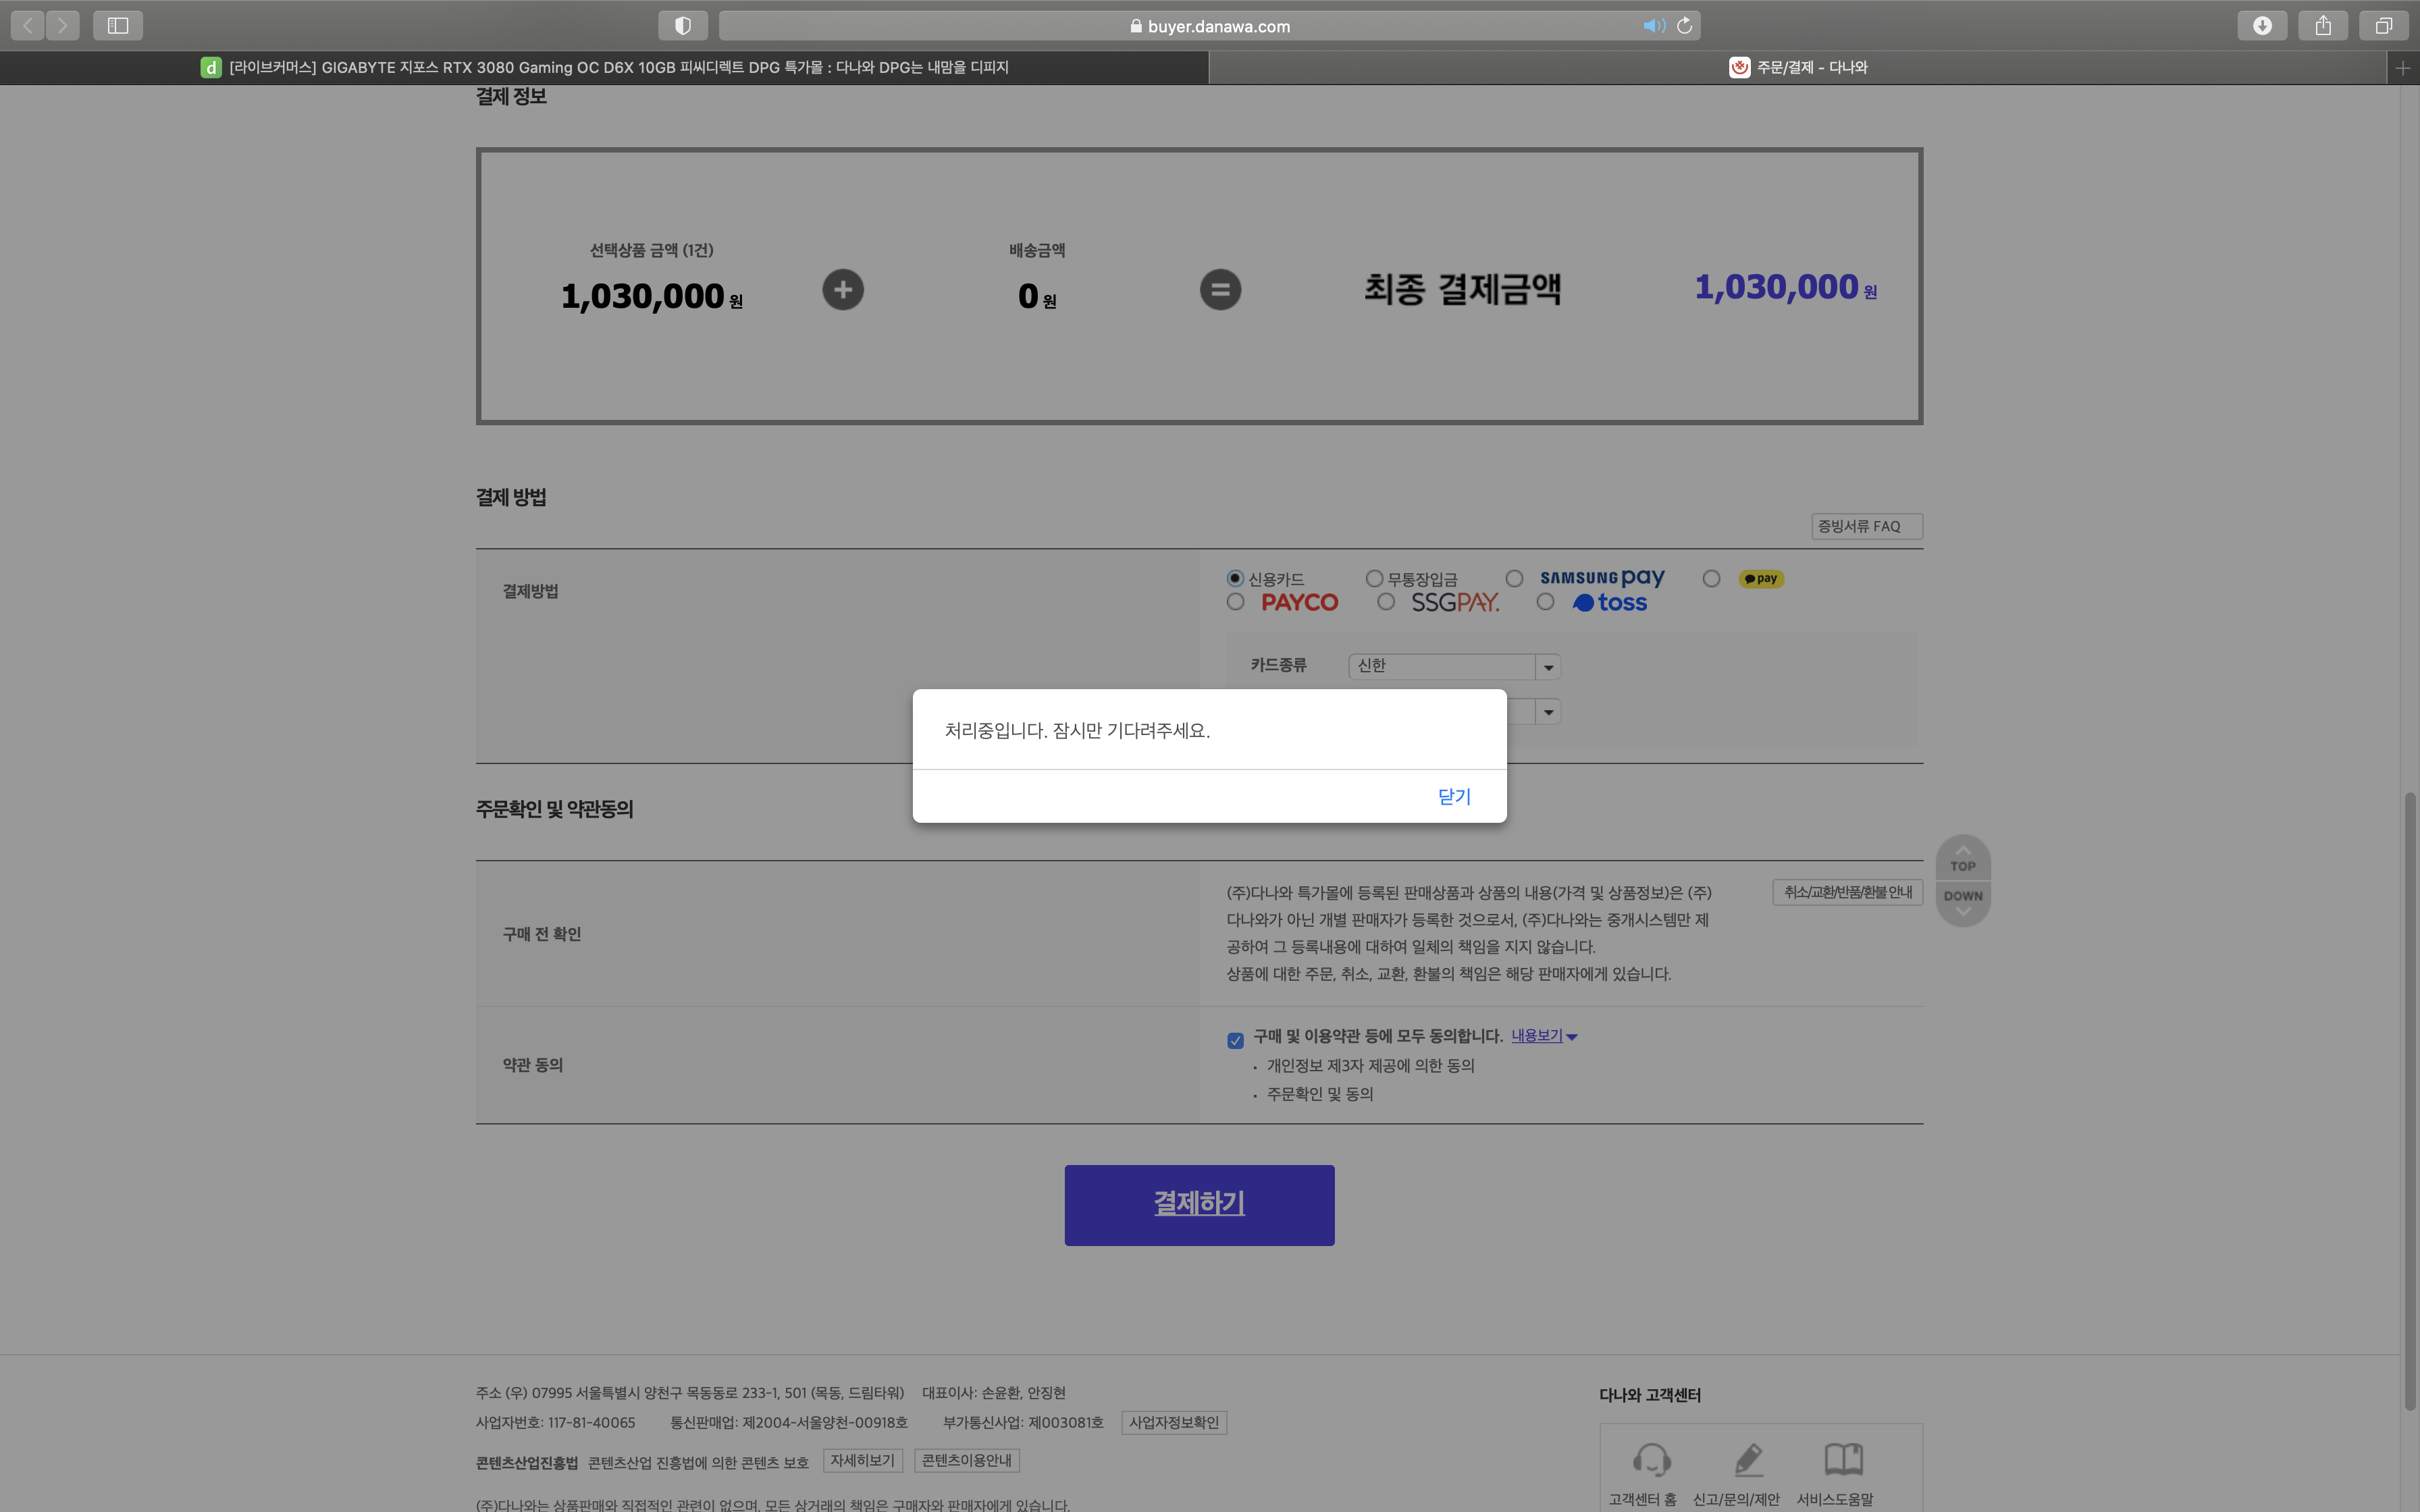 buyer.danawa.com
[라이브커머스] GIGABYTE 지포스 RTX 3080 Gaming OC D6X 10GB 피씨디렉트 DPG 특가몰 : 다나와 DPG는 내맘을 디피지
주문/결제 - 다나와
결제 정보
선택상품 금액 (1건)
1,030,000 원
배송금액
0 원
최종 결제금액
1,030,000 원
결제 방법
증빙서류 FAQ
결제방법
신용카드 무통장입금 SAMSUNG pay pay
PAYCO SSGPAY. toss
카드종류 신한
처리중입니다. 잠시만 기다려주세요.
닫기
주문확인 및 약관동의
구매 전 확인
(주)다나와 특가몰에 등록된 판매상품과 상품의 내용(가격 및 상품정보)은 (주)
다나와가 아닌 개별 판매자가 등록한 것으로서, (주)다나와는 중개시스템만 제
공하여 그 등록내용에 대하여 일체의 책임을 지지 않습니다.
상품에 대한 주문, 취소, 교환, 환불의 책임은 해당 판매자에게 있습니다.
취소/교환/반품/환불 안내
TOP
DOWN
약관 동의
구매 및 이용약관 등에 모두 동의합니다. 내용보기
· 개인정보 제3자 제공에 의한 동의
· 주문확인 및 동의
결제하기
주소 (우) 07995 서울특별시 양천구 목동동로 233-1, 501 (목동, 드림타워) 대표이사: 손윤환, 안징현
사업자번호: 117-81-40065 통신판매업: 제2004-서울양천-00918호 부가통신사업: 제003081호 사업자정보확인
콘텐츠산업진흥법 콘텐츠산업 진흥법에 의한 콘텐츠 보호 자세히보기 콘텐츠이용안내
(주)다나와는 상품판매와 직접적인 관련이 없으며, 모든 상거래의 책임은 구매자와 판매자에게 있습니다.
다나와 고객센터
고객센터 홈 신고/문의/제안 서비스도움말